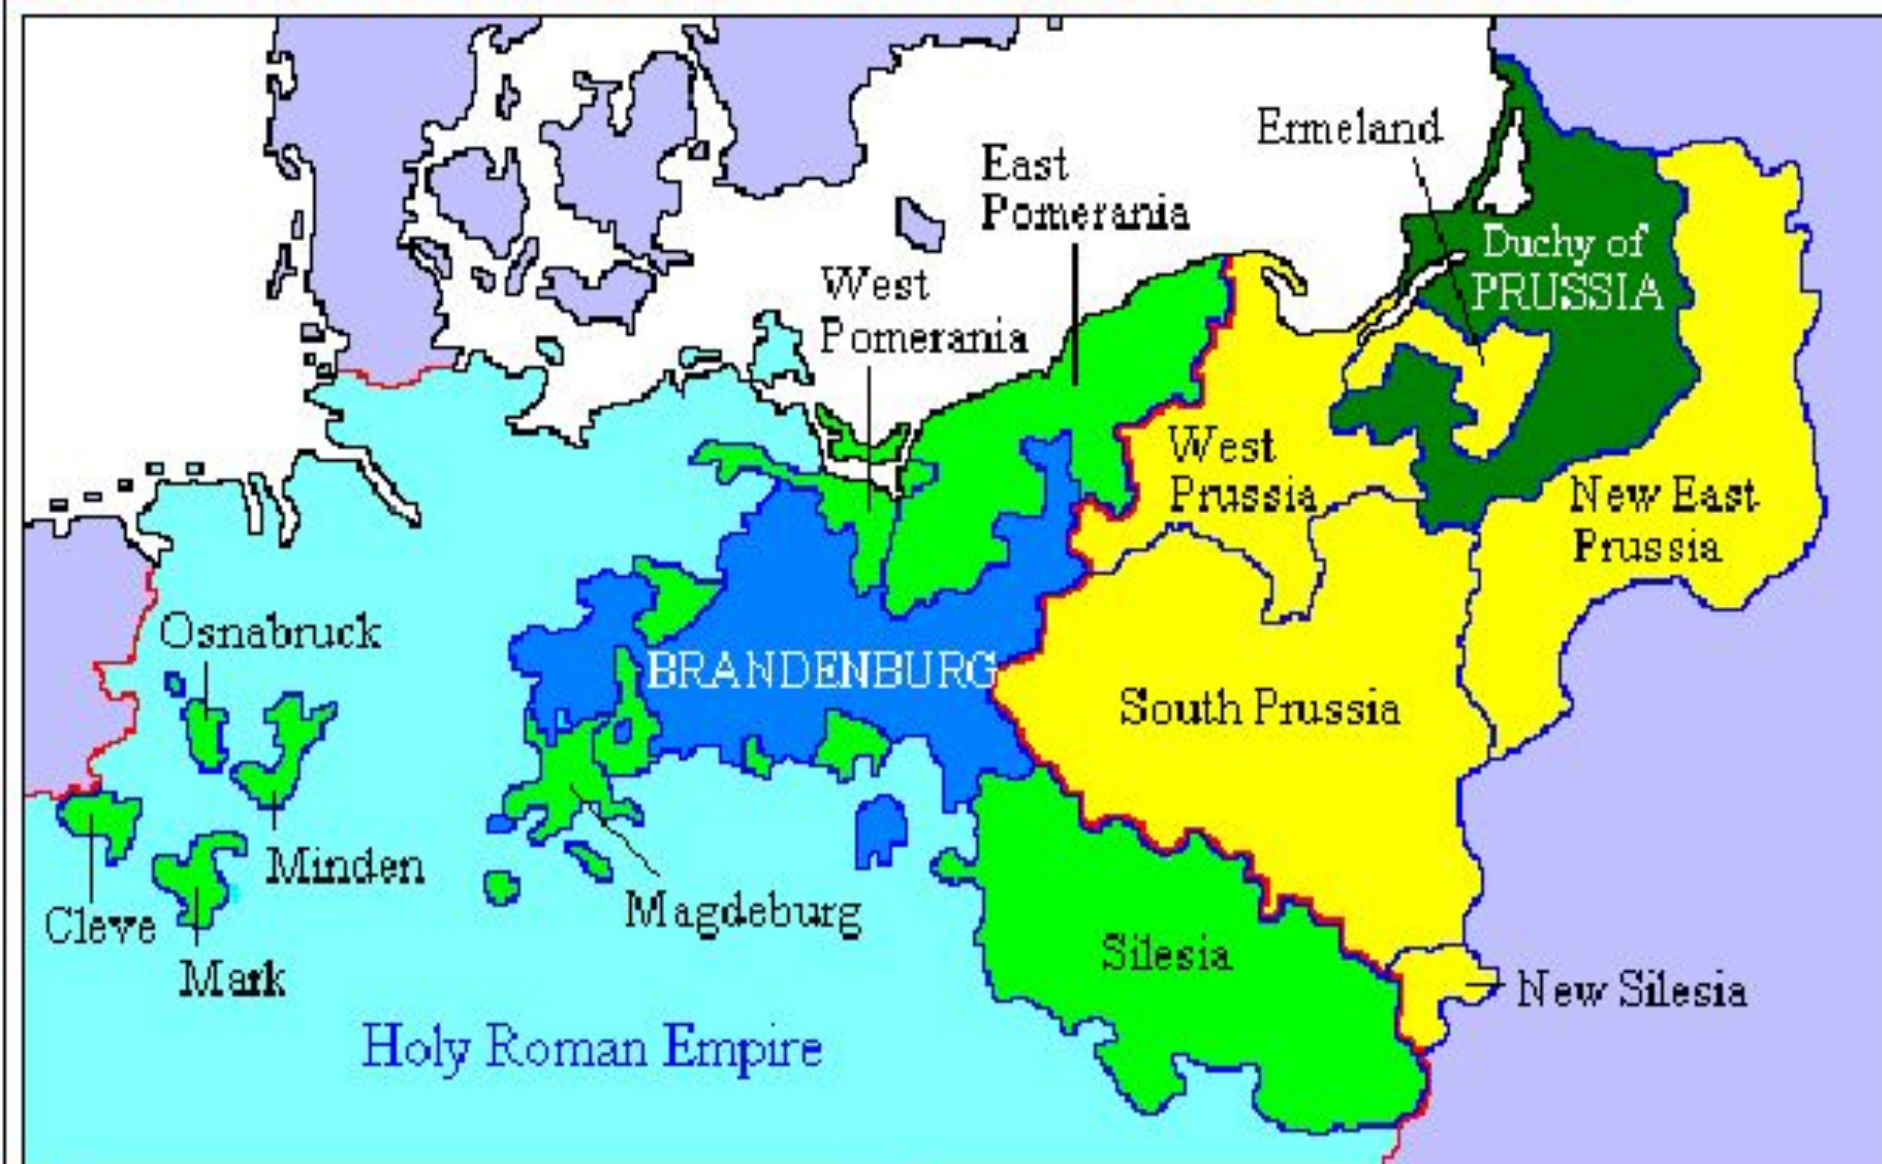 Ermeland
East
Pomerania
Duchy of
PRUSSIA
West
Pomerania
West
Prussia
New East
Prussia
Osnabruck
BRANDENBURG
South Prussia
Minden
Cleve
Magdeburg
Mark
Silesia
New Silesia
Holy Roman Empire